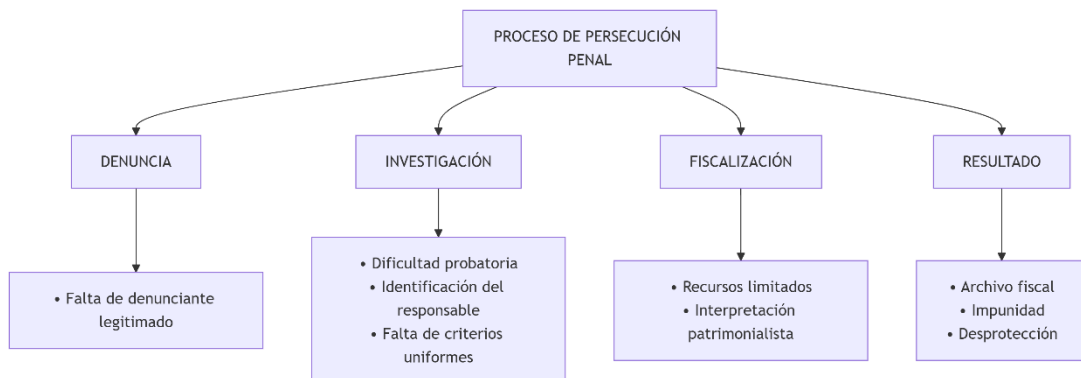 PROCESO DE PERSECUCIÓN
PENAL
DENUNCIA
INVESTIGACIÓN
FISCALIZACIÓN
RESULTADO
• Falta de denunciante
legitimado
• Dificultad probatoria
• Identificación del
responsable
• Falta de criterios
uniformes
• Recursos limitados
• Interpretación
patrimonialista
• Archivo fiscal
• Impunidad
• Desprotección